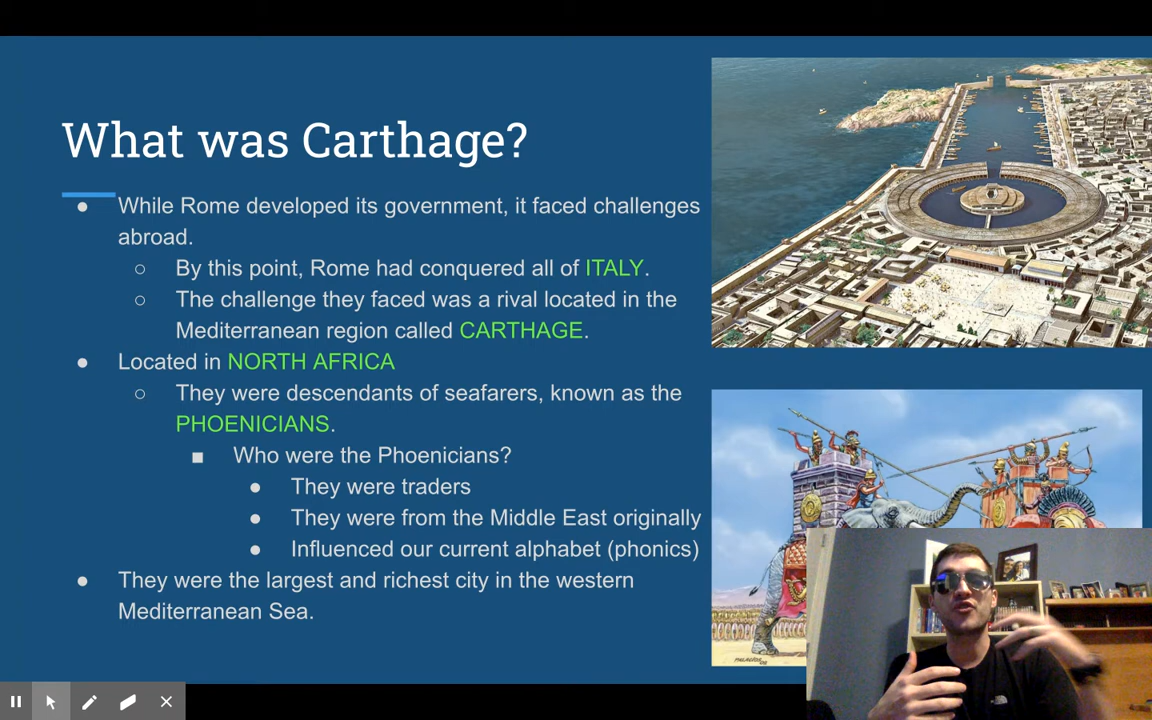 What was Carthage?
● While Rome developed its government, it faced challenges
abroad.
○ By this point, Rome had conquered all of ITALY.
○ The challenge they faced was a rival located in the
Mediterranean region called CARTHAGE.
● Located in NORTH AFRICA
○ They were descendants of seafarers, known as the
PHOENICIANS.
■ Who were the Phoenicians?
● They were traders
● They were from the Middle East originally
● Influenced our current alphabet (phonics)
● They were the largest and richest city in the western
Mediterranean Sea.